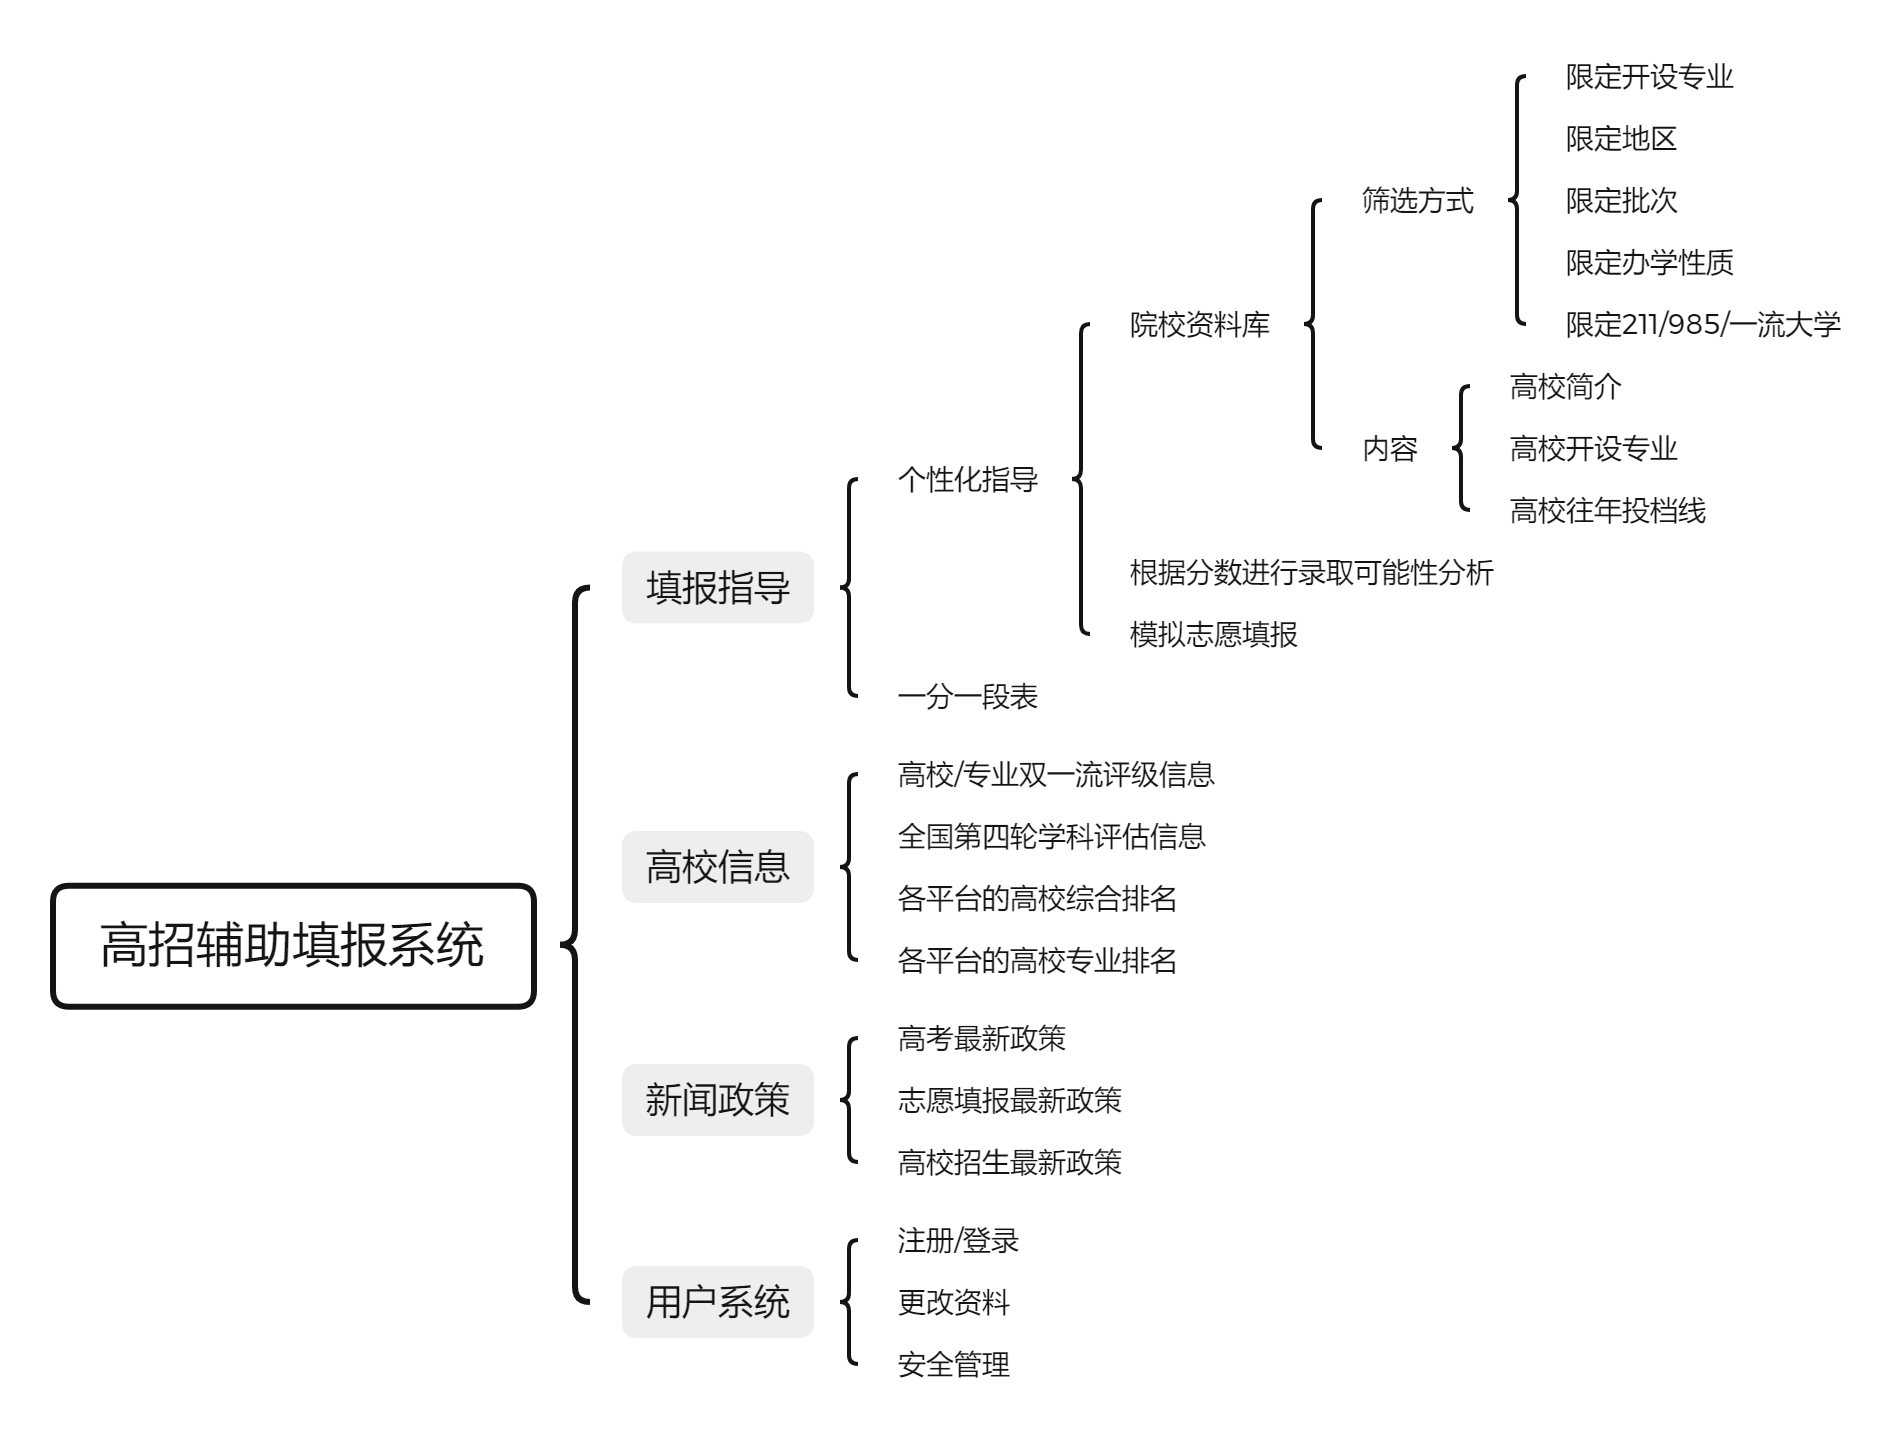 高招辅助填报系统
填报指导
个性化指导
院校资料库
筛选方式
限定开设专业
限定地区
限定批次
限定办学性质
限定211/985/一流大学
内容
高校简介
高校开设专业
高校往年投档线
根据分数进行录取可能性分析
模拟志愿填报
一分一段表
高校信息
高校/专业双一流评级信息
全国第四轮学科评估信息
各平台的高校综合排名
各平台的高校专业排名
新闻政策
高考最新政策
志愿填报最新政策
高校招生最新政策
用户系统
注册/登录
更改资料
安全管理